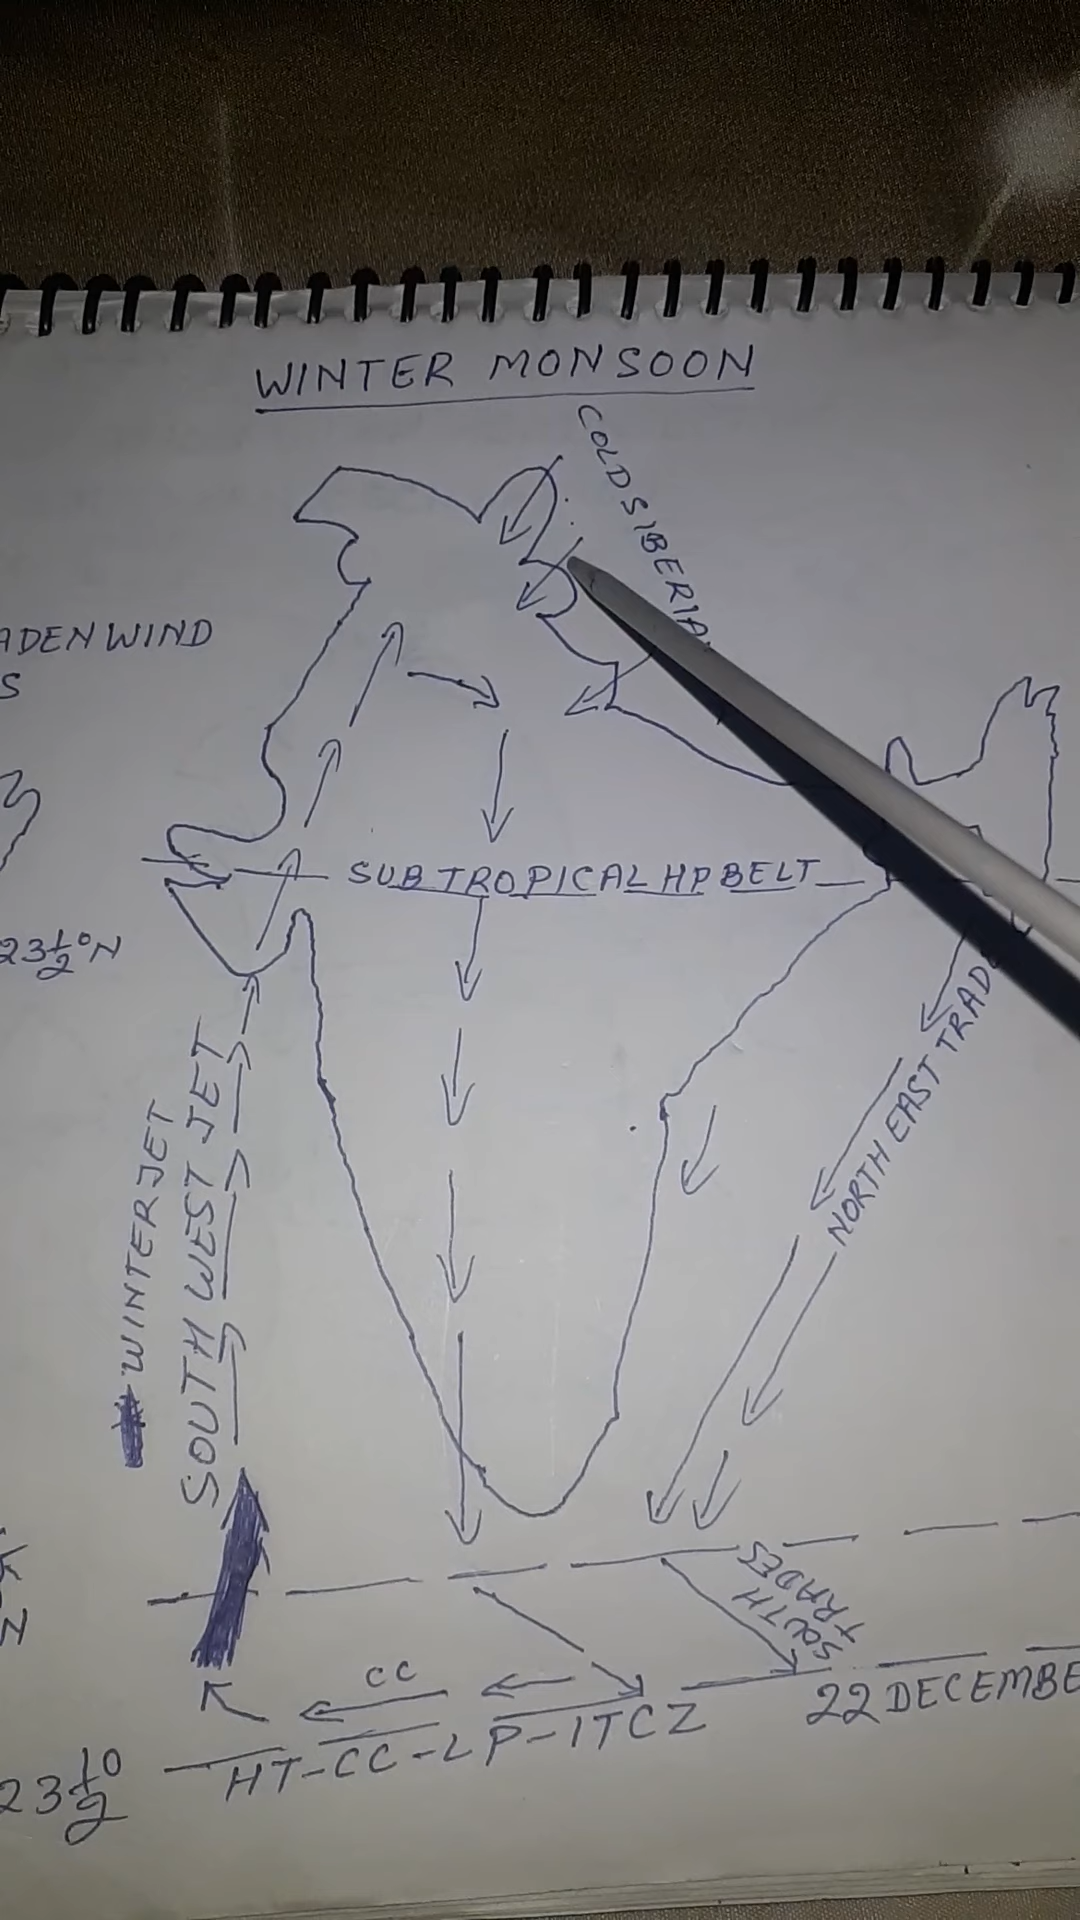 WINTER MONSOON
COLD SIBERIA
ADEN WIND
S
SUB TROPICAL HP BELT
23½°N
WINTER JET
SOUTH WEST JET
NORTH EAST TRAD
SOUTH
TRADES
CC
22 DECEMBE
HT-CC-LP-ITCZ
23½°